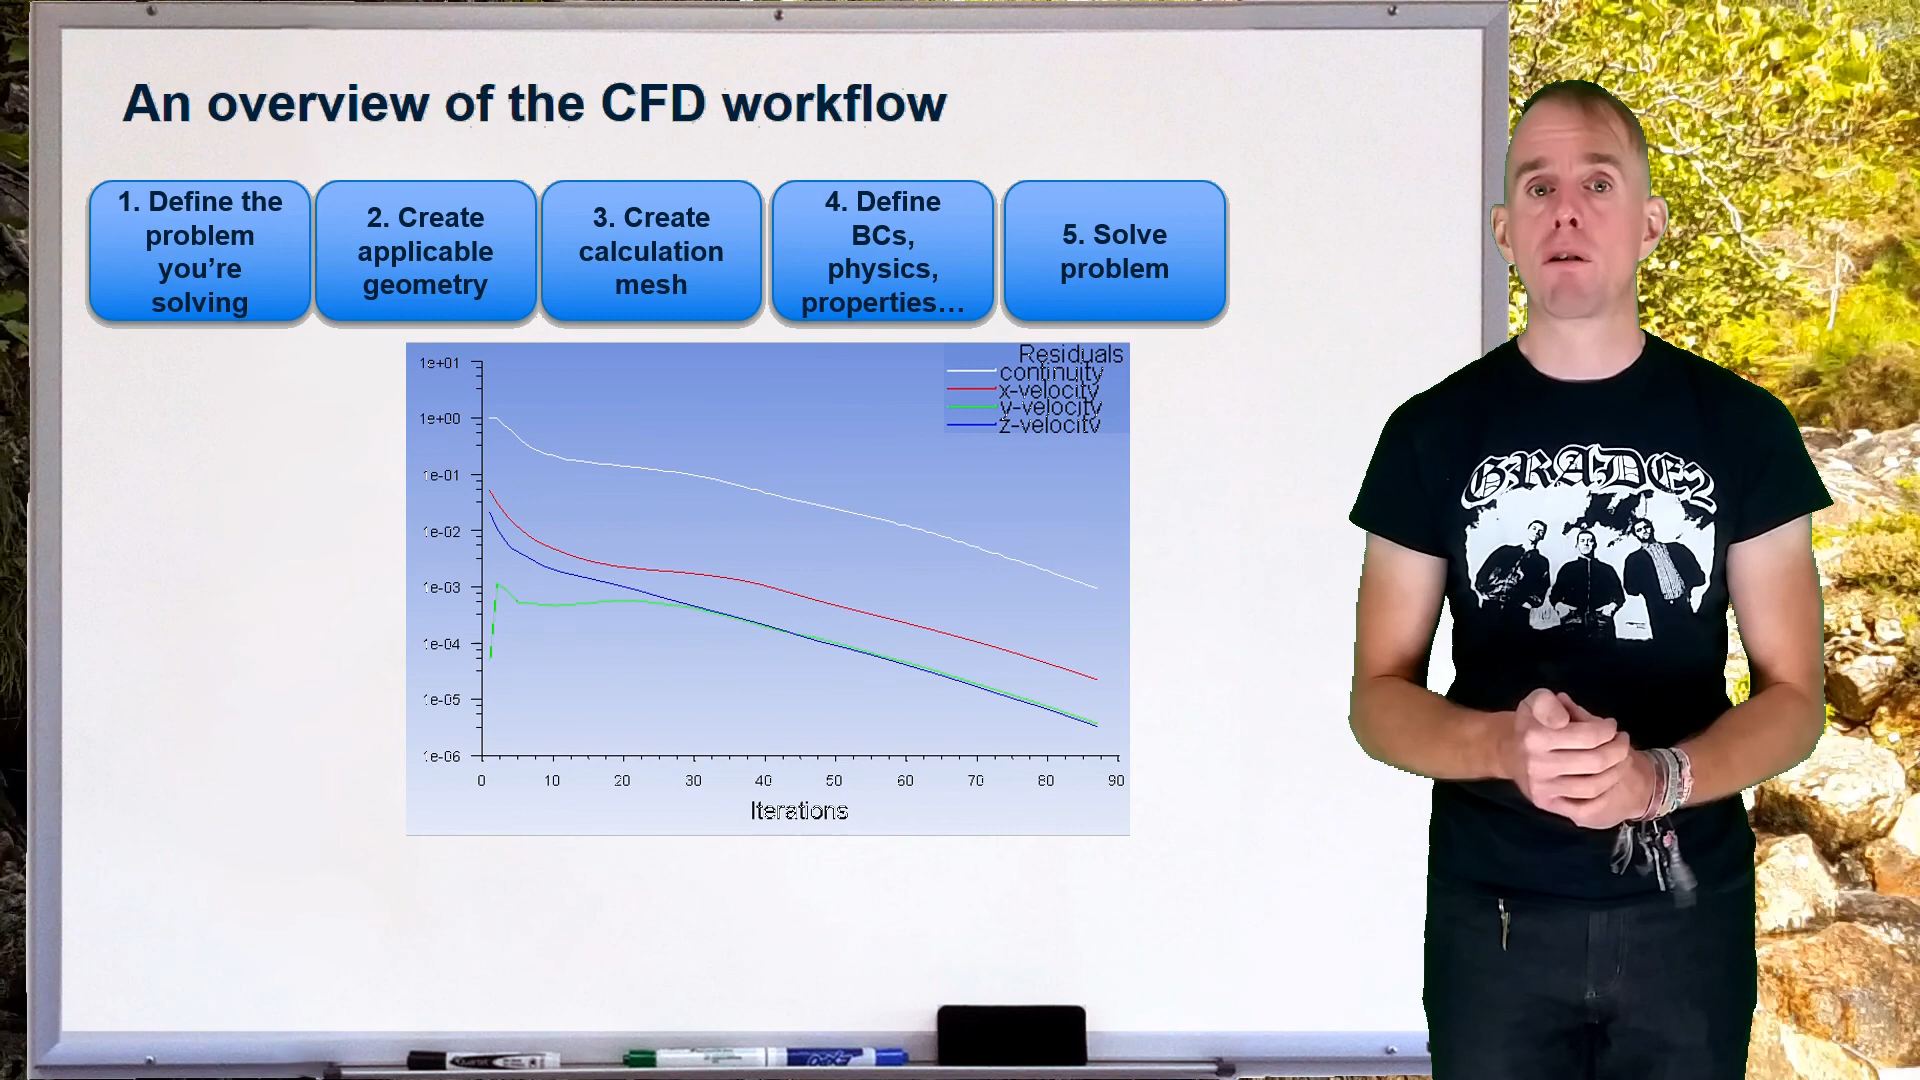 An overview of the CFD workflow
1. Define the
problem
you’re
solving
2. Create
applicable
geometry
3. Create
calculation
mesh
4. Define
BCs,
physics,
properties…
5. Solve
problem
Residuals
continuity
x-velocity
y-velocity
z-velocity
1e+01
1e+00
1e-01
1e-02
1e-03
1e-04
1e-05
1e-06
0 10 20 30 40 50 60 70 80 90
Iterations
GRADE2